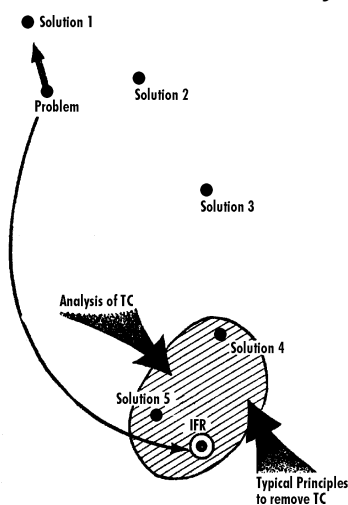 Solution 1
Solution 2
Problem
Solution 3
Analysis of TC
Solution 4
Solution 5
IFR
Typical Principles
to remove TC